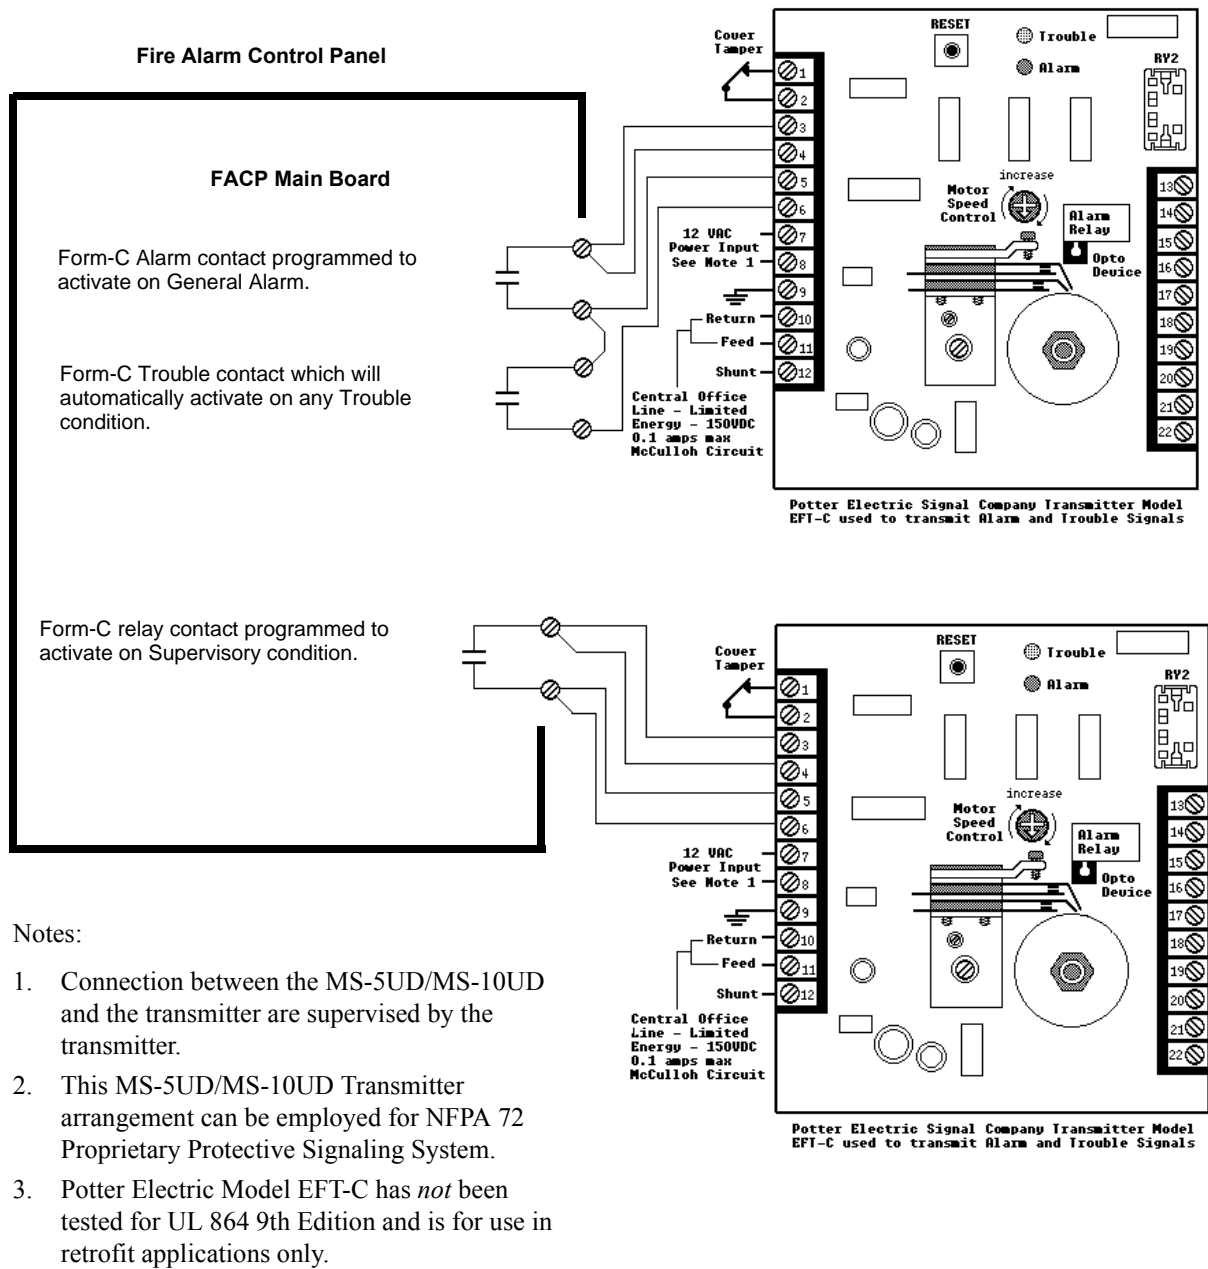 Fire Alarm Control Panel
FACP Main Board
Form-C Alarm contact programmed to
activate on General Alarm.
Form-C Trouble contact which will
automatically activate on any Trouble
condition.
Cover
Tamper
RESET
Trouble
Alarm
RY2
1
2
3
4
5
6
7
8
9
10
11
12
12 VAC
Power Input
See Note 1
Return
Feed
Shunt
Central Office
Line - Limited
Energy - 150VDC
0.1 amps max
McCulloh Circuit
increase
Motor
Speed
Control
Alarm
Relay
Opto
Device
13
14
15
16
17
18
19
20
21
22
Potter Electric Signal Company Transmitter Model
EFT-C used to transmit Alarm and Trouble Signals
Form-C relay contact programmed to
activate on Supervisory condition.
Cover
Tamper
RESET
Trouble
Alarm
RY2
1
2
3
4
5
6
7
8
9
10
11
12
12 VAC
Power Input
See Note 1
Return
Feed
Shunt
Central Office
Line - Limited
Energy - 150VDC
0.1 amps max
McCulloh Circuit
increase
Motor
Speed
Control
Alarm
Relay
Opto
Device
13
14
15
16
17
18
19
20
21
22
Potter Electric Signal Company Transmitter Model
EFT-C used to transmit Alarm and Trouble Signals
Notes:
1. Connection between the MS-5UD/MS-10UD
and the transmitter are supervised by the
transmitter.
2. This MS-5UD/MS-10UD Transmitter
arrangement can be employed for NFPA 72
Proprietary Protective Signaling System.
3. Potter Electric Model EFT-C has not been
tested for UL 864 9th Edition and is for use in
retrofit applications only.